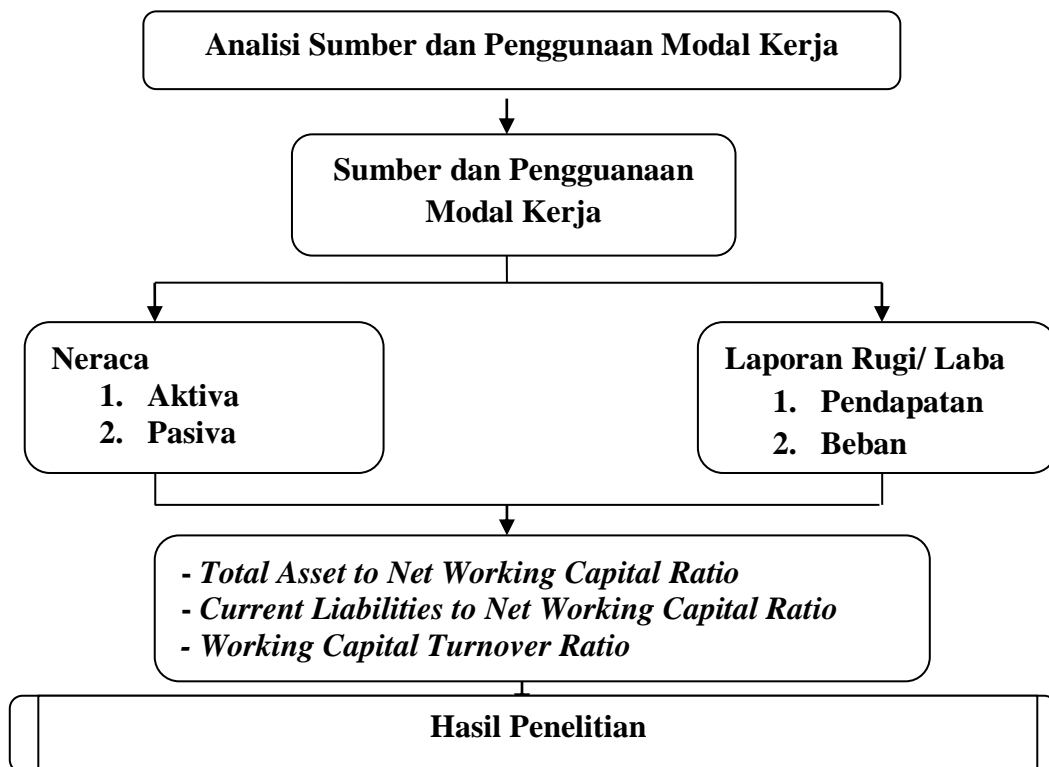 Analisi Sumber dan Penggunaan Modal Kerja
Sumber dan Pengguanaan
Modal Kerja
Neraca
1. Aktiva
2. Pasiva
Laporan Rugi/ Laba
1. Pendapatan
2. Beban
- Total Asset to Net Working Capital Ratio
- Current Liabilities to Net Working Capital Ratio
- Working Capital Turnover Ratio
Hasil Penelitian